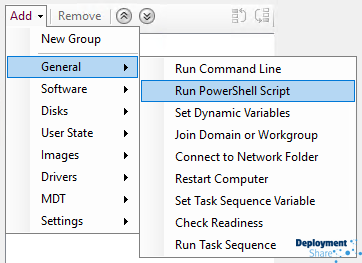 Add Remove
New Group
General
Software
Disks
User State
Images
Drivers
MDT
Settings
Run Command Line
Run PowerShell Script
Set Dynamic Variables
Join Domain or Workgroup
Connect to Network Folder
Restart Computer
Set Task Sequence Variable
Check Readiness
Run Task Sequence
Deployment
Share